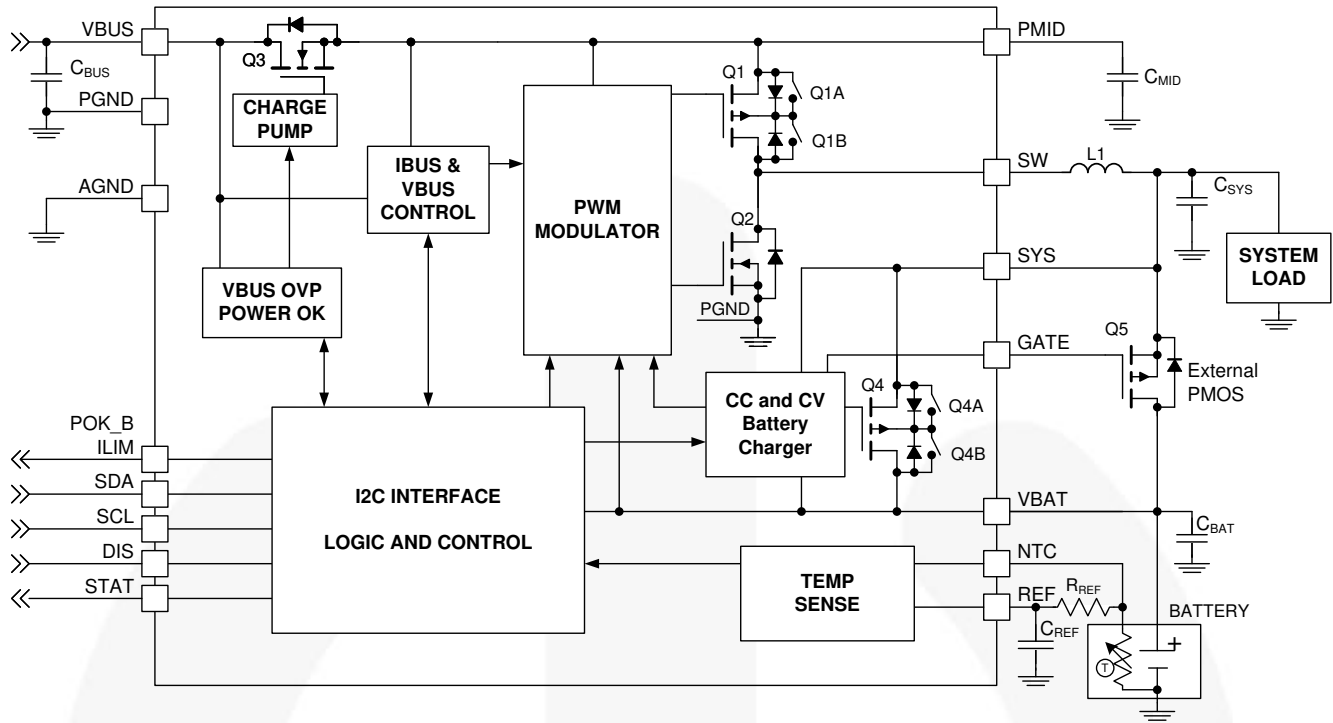 VBUS
PMID
Q3
Q1
CBUS
CMID
PGND
CHARGE
PUMP
Q1A
Q1B
IBUS &
VBUS
CONTROL
SW
L1
AGND
PWM
MODULATOR
CSYS
Q2
SYS
SYSTEM
LOAD
VBUS OVP
POWER OK
PGND
GATE
Q5
External
PMOS
CC and CV
Battery
Charger
Q4
Q4A
Q4B
POK_B
ILIM
SDA
SCL
DIS
STAT
I2C INTERFACE
LOGIC AND CONTROL
VBAT
CBAT
NTC
TEMP
SENSE
REF
RREF
CREF
BATTERY
T
+